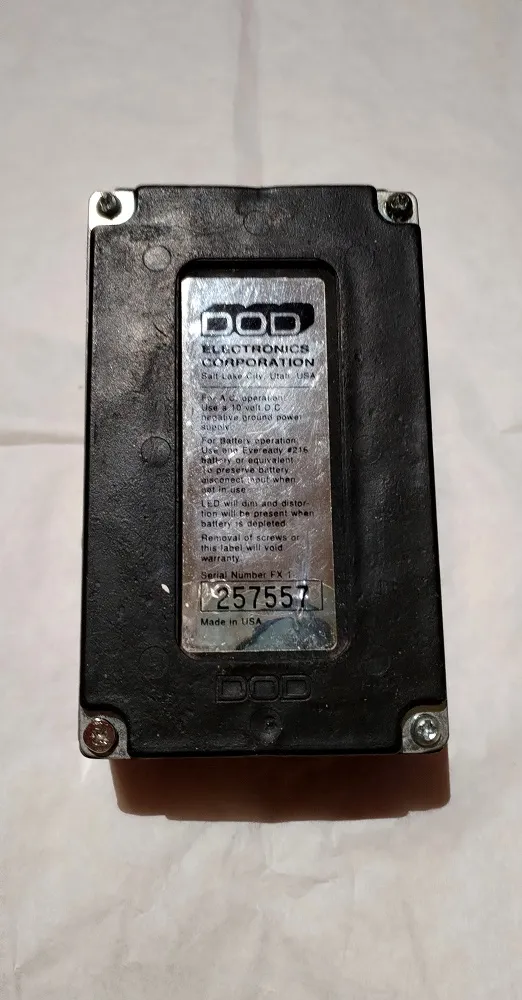 DOD
ELECTRONICS
CORPORATION
Salt Lake City, Utah, USA
For A.C. operation:
Use a 10 volt D.C.
negative ground power
supply.
For Battery operation:
Use one Eveready #216
battery or equivalent.
To preserve battery,
disconnect input when
not in use.
LED will dim and distor-
tion will be present when
battery is depleted.
Removal of screws or
this label will void
warranty.
Serial Number FX 1
257557
Made in USA
DOD